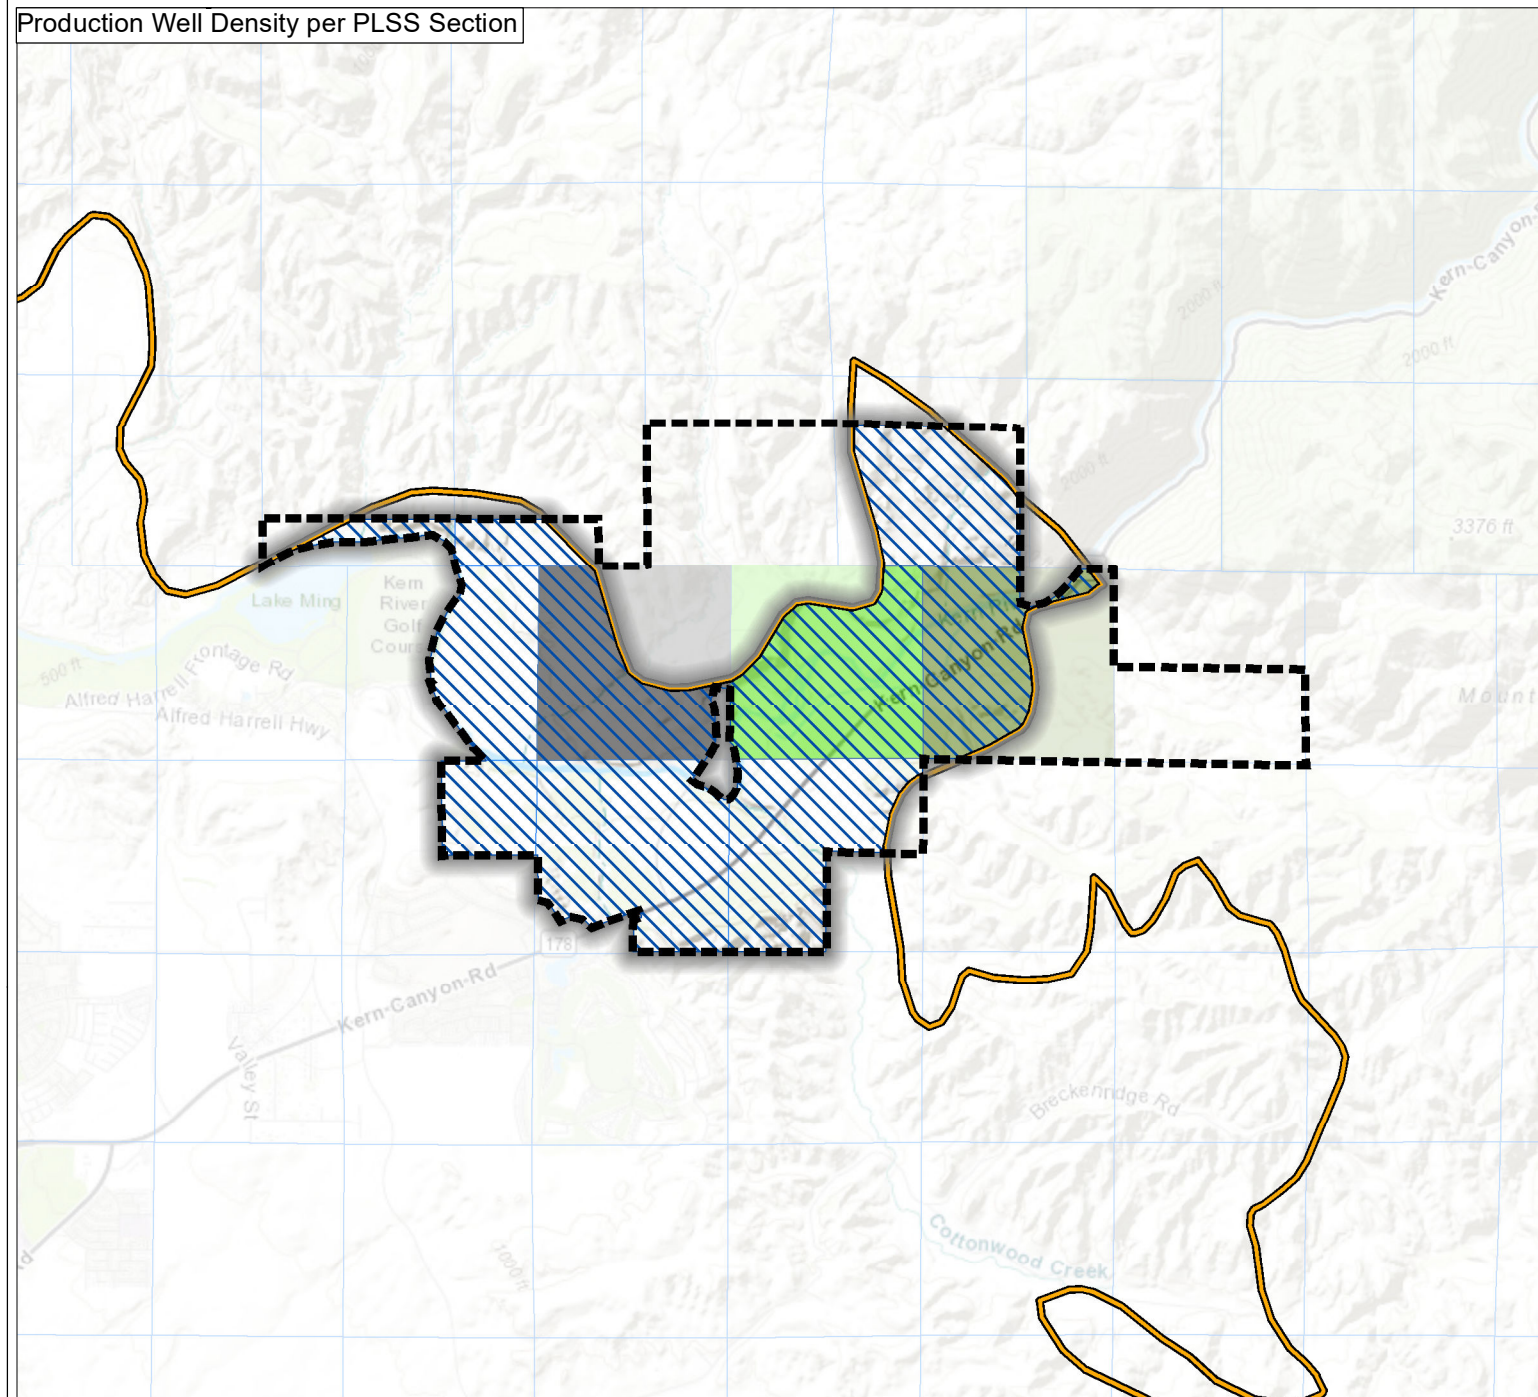 Production Well Density per PLSS Section
Kern-Canyon
2000 ft
2000 ft
2000 ft
3376 ft
Kern
River
Golf
Lake Ming
500 ft
Alfred Harrell Frontage Rd
Alfred Harrell Hwy
Kern-Canyon-Rd
Mount
178
Kern-Canyon-Rd
Valley St
Breckenridge Rd
Cottonwood Creek
1000 ft